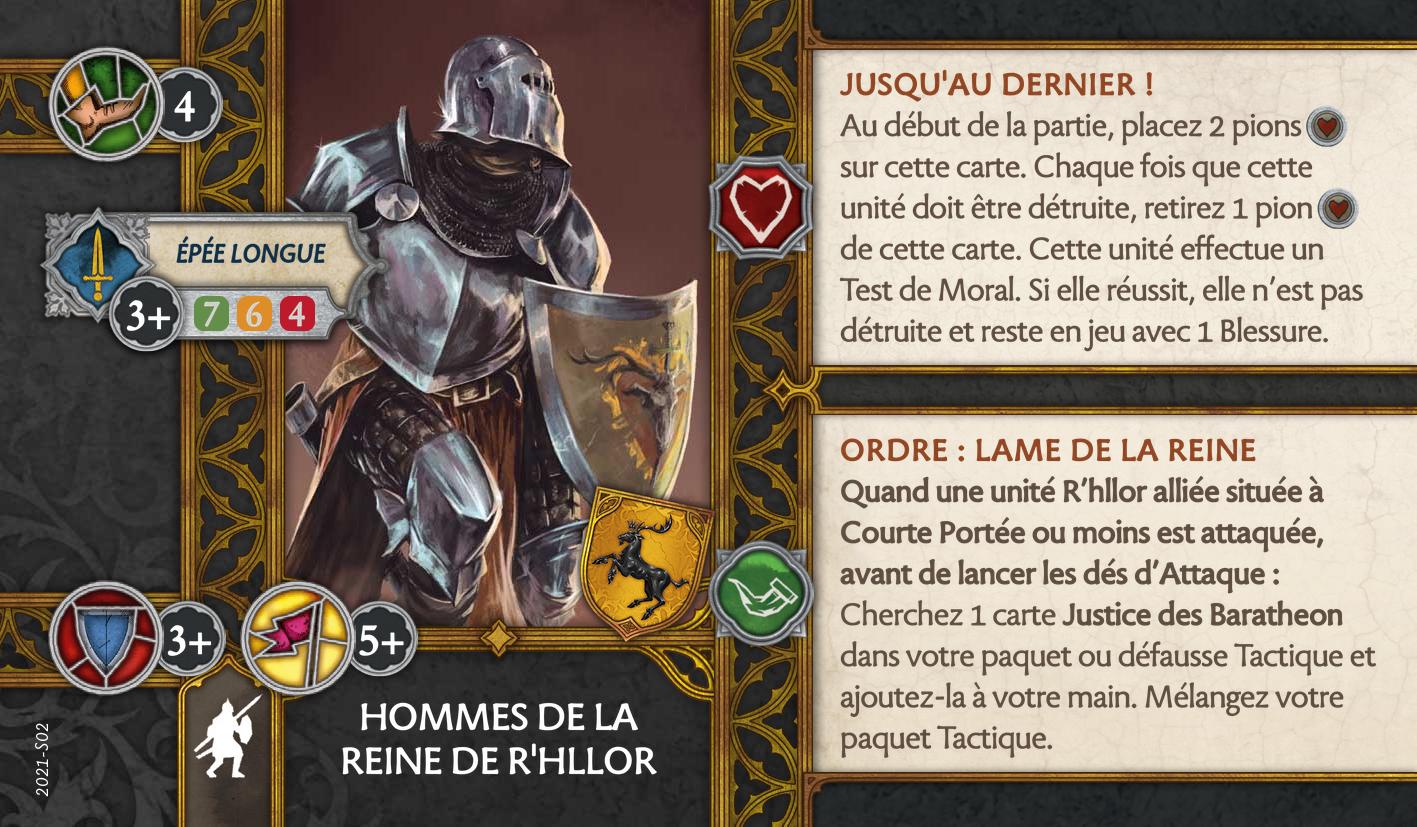 4
ÉPÉE LONGUE
3+ 7 6 4
3+ 5+
HOMMES DE LA
REINE DE R'HLLOR
2021-S02
JUSQU'AU DERNIER !
Au début de la partie, placez 2 pions
sur cette carte. Chaque fois que cette
unité doit être détruite, retirez 1 pion
de cette carte. Cette unité effectue un
Test de Moral. Si elle réussit, elle n’est pas
détruite et reste en jeu avec 1 Blessure.
ORDRE : LAME DE LA REINE
Quand une unité R’hllor alliée située à
Courte Portée ou moins est attaquée,
avant de lancer les dés d’Attaque :
Cherchez 1 carte Justice des Baratheon
dans votre paquet ou défausse Tactique et
ajoutez-la à votre main. Mélangez votre
paquet Tactique.